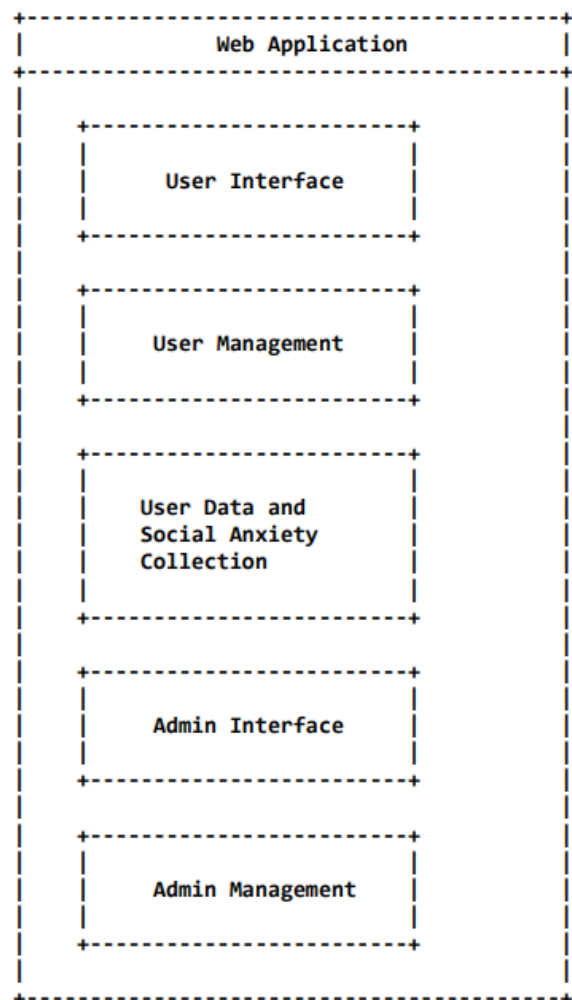 Web Application
User Interface
User Management
User Data and
Social Anxiety
Collection
Admin Interface
Admin Management